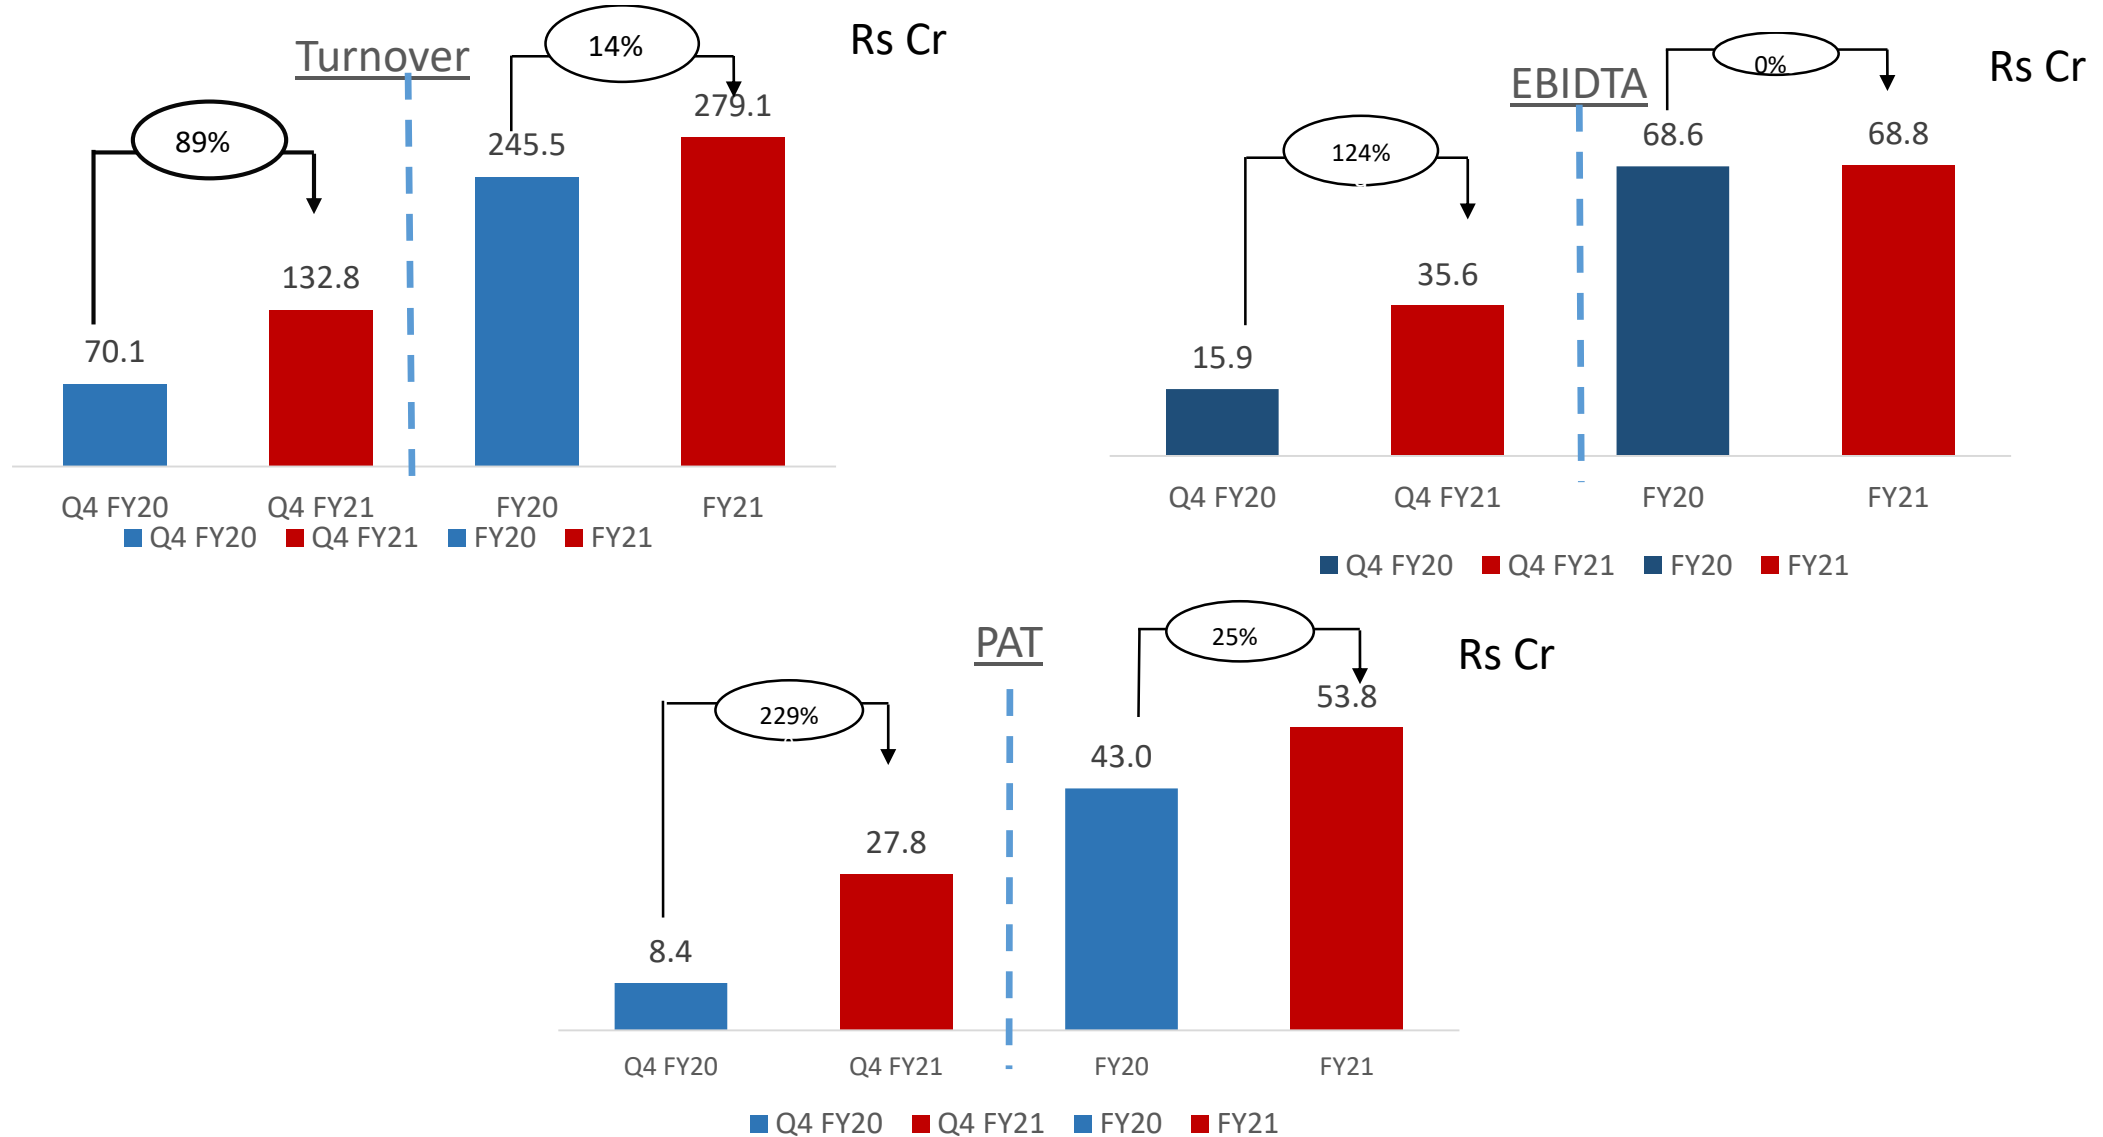 Turnover
Rs Cr
14%
89%
279.1
245.5
132.8
70.1
Q4 FY20 Q4 FY21 FY20 FY21
Q4 FY20 Q4 FY21 FY20 FY21
EBIDTA
Rs Cr
0%
124%
68.6 68.8
35.6
15.9
Q4 FY20 Q4 FY21 FY20 FY21
Q4 FY20 Q4 FY21 FY20 FY21
PAT
Rs Cr
25%
229%
53.8
43.0
27.8
8.4
Q4 FY20 Q4 FY21 FY20 FY21
Q4 FY20 Q4 FY21 FY20 FY21